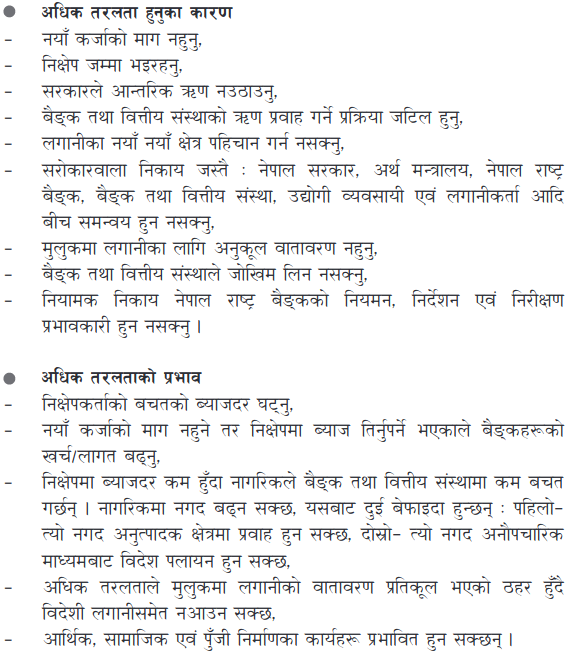 ● अधिक तरलता हुनुका कारण
– नयाँ कर्जाको माग नहुनु,
– निक्षेप जम्मा भइरहनु,
– सरकारले आन्तरिक ऋण नउठाउनु,
– बैङ्क तथा वित्तीय संस्थाको ऋण प्रवाह गर्ने प्रक्रिया जटिल हुनु,
– लगानीका नयाँ नयाँ क्षेत्र पहिचान गर्न नसक्नु,
– सरोकारवाला निकाय जस्तै : नेपाल सरकार, अर्थ मन्त्रालय, नेपाल राष्ट्र
बैङ्क, बैङ्क तथा वित्तीय संस्था, उद्योगी व्यवसायी एवं लगानीकर्ता आदि
बीच समन्वय हुन नसक्नु,
– मुलुकमा लगानीका लागि अनुकूल वातावरण नहुनु,
– बैङ्क तथा वित्तीय संस्थाले जोखिम लिन नसक्नु,
– नियामक निकाय नेपाल राष्ट्र बैङ्कको नियमन, निर्देशन एवं निरीक्षण
प्रभावकारी हुन नसक्नु ।
● अधिक तरलताको प्रभाव
– निक्षेपकर्ताको बचतको ब्याजदर घट्नु,
– नयाँ कर्जाको माग नहुने तर निक्षेपमा ब्याज तिर्नुपर्ने भएकाले बैङ्कहरूको
खर्च/लागत बढ्नु,
– निक्षेपमा ब्याजदर कम हुँदा नागरिकले बैङ्क तथा वित्तीय संस्थामा कम बचत
गर्छन् । नागरिकमा नगद बढ्न सक्छ, यसबाट दुई बेफाइदा हुन्छन् : पहिलो–
त्यो नगद अनुत्पादक क्षेत्रमा प्रवाह हुन सक्छ, दोस्रो– त्यो नगद अनौपचारिक
माध्यमबाट विदेश पलायन हुन सक्छ,
– अधिक तरलताले मुलुकमा लगानीको वातावरण प्रतिकूल भएको ठहर हुँदै
विदेशी लगानीसमेत नआउन सक्छ,
– आर्थिक, सामाजिक एवं पुँजी निर्माणका कार्यहरू प्रभावित हुन सक्छन् ।